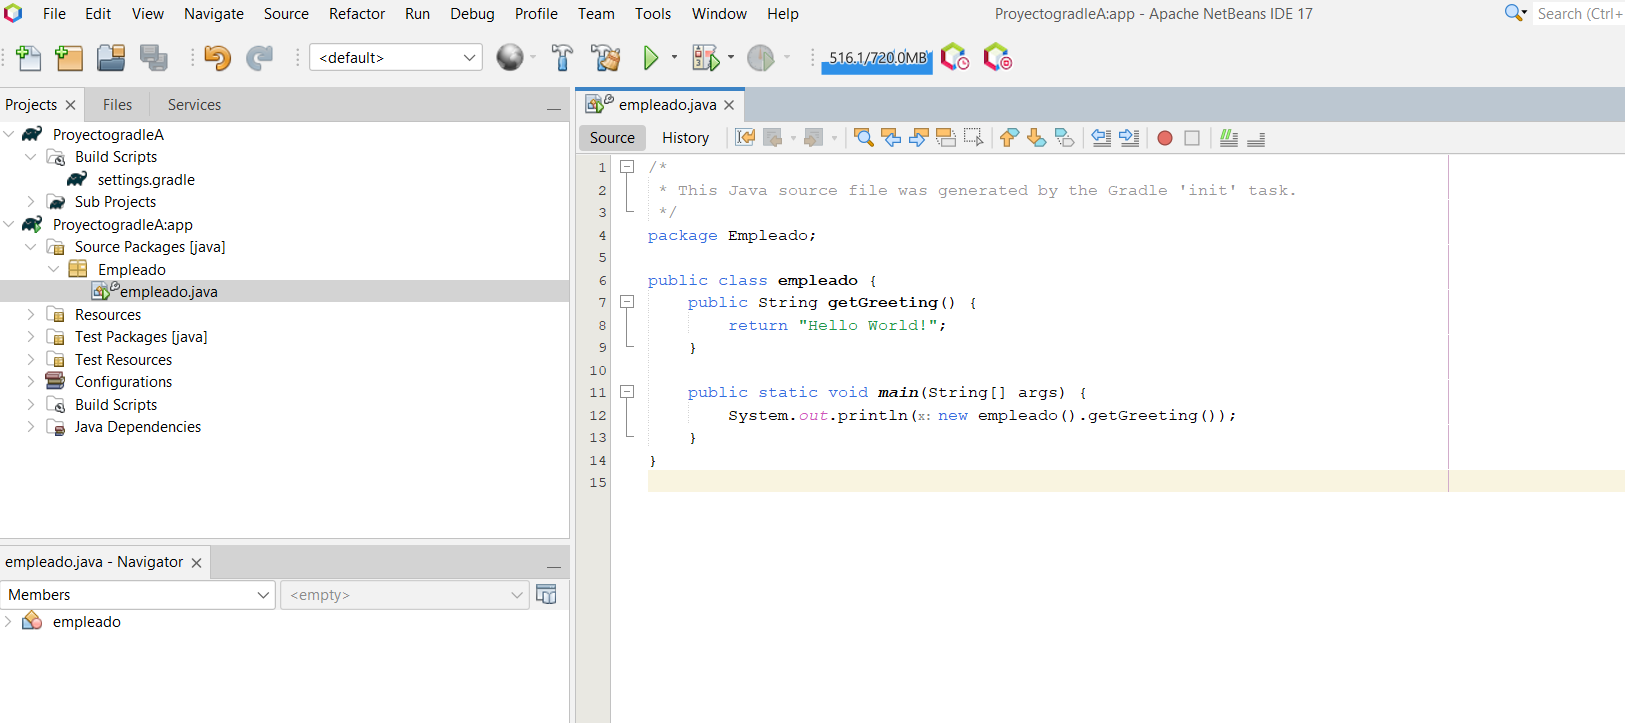 File Edit View Navigate Source Refactor Run Debug Profile Team Tools Window Help ProyectogradleA:app - Apache NetBeans IDE 17 Search (Ctrl+
<default> 516.1/720.0MB
Projects Files Services
ProyectogradleA
Build Scripts
settings.gradle
Sub Projects
ProyectogradleA:app
Source Packages [java]
Empleado
empleado.java
Resources
Test Packages [java]
Test Resources
Configurations
Build Scripts
Java Dependencies
empleado.java - Navigator
Members <empty>
empleado
empleado.java
Source History
1 /*
2 * This Java source file was generated by the Gradle 'init' task.
3 */
4 package Empleado;
5
6 public class empleado {
7 public String getGreeting() {
8 return "Hello World!";
9 }
10
11 public static void main(String[] args) {
12 System.out.println(x: new empleado().getGreeting());
13 }
14 }
15